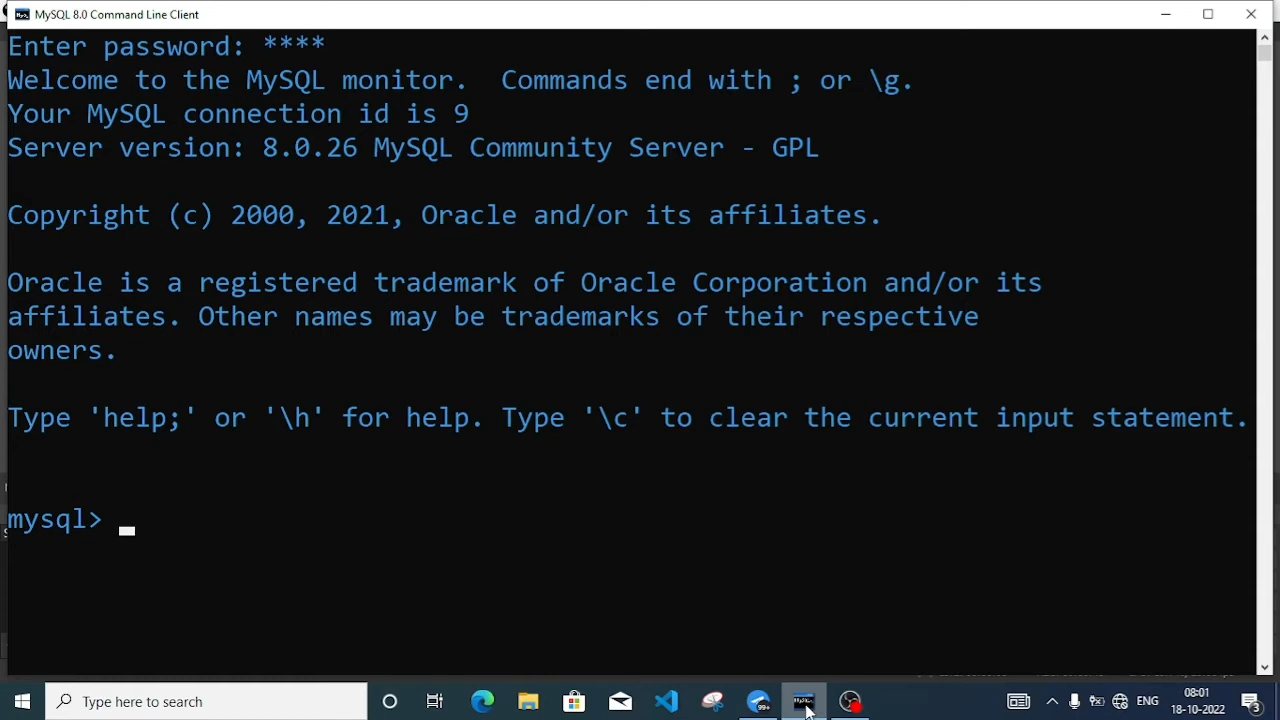 MySQL 8.0 Command Line Client
Enter password: ****
Welcome to the MySQL monitor.  Commands end with ; or \g.
Your MySQL connection id is 9
Server version: 8.0.26 MySQL Community Server - GPL
Copyright (c) 2000, 2021, Oracle and/or its affiliates.
Oracle is a registered trademark of Oracle Corporation and/or its
affiliates. Other names may be trademarks of their respective
owners.
Type 'help;' or '\h' for help. Type '\c' to clear the current input statement.
mysql>
Type here to search
99+
ENG
08:01
18-10-2022
3